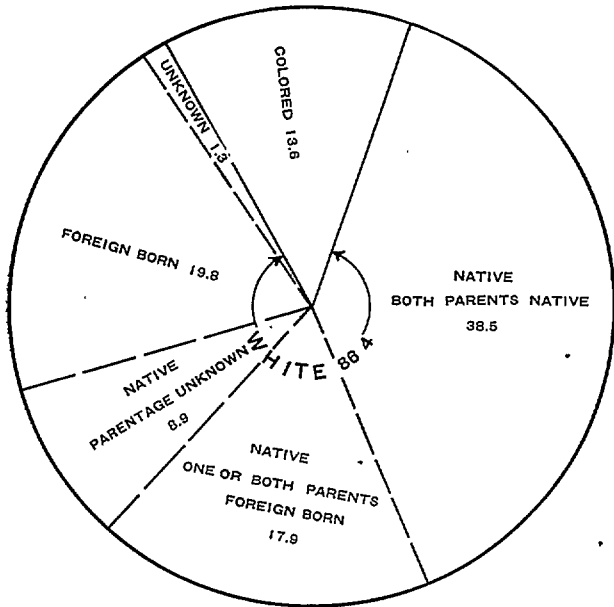 COLORED 13.6
UNKNOWN 1.3
FOREIGN BORN 19.8
NATIVE
BOTH PARENTS NATIVE
38.5
WHITE 86 4
NATIVE
PARENTAGE UNKNOWN
8.9
NATIVE
ONE OR BOTH PARENTS
FOREIGN BORN
17.9